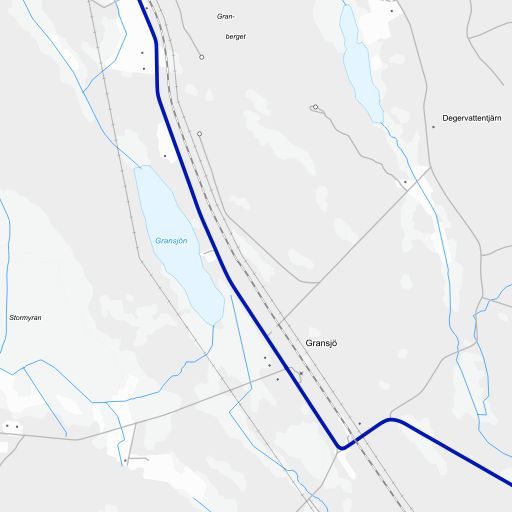 Gran-
berget
Degervattentjärn
Gransjön
Stormyran
Gransjö